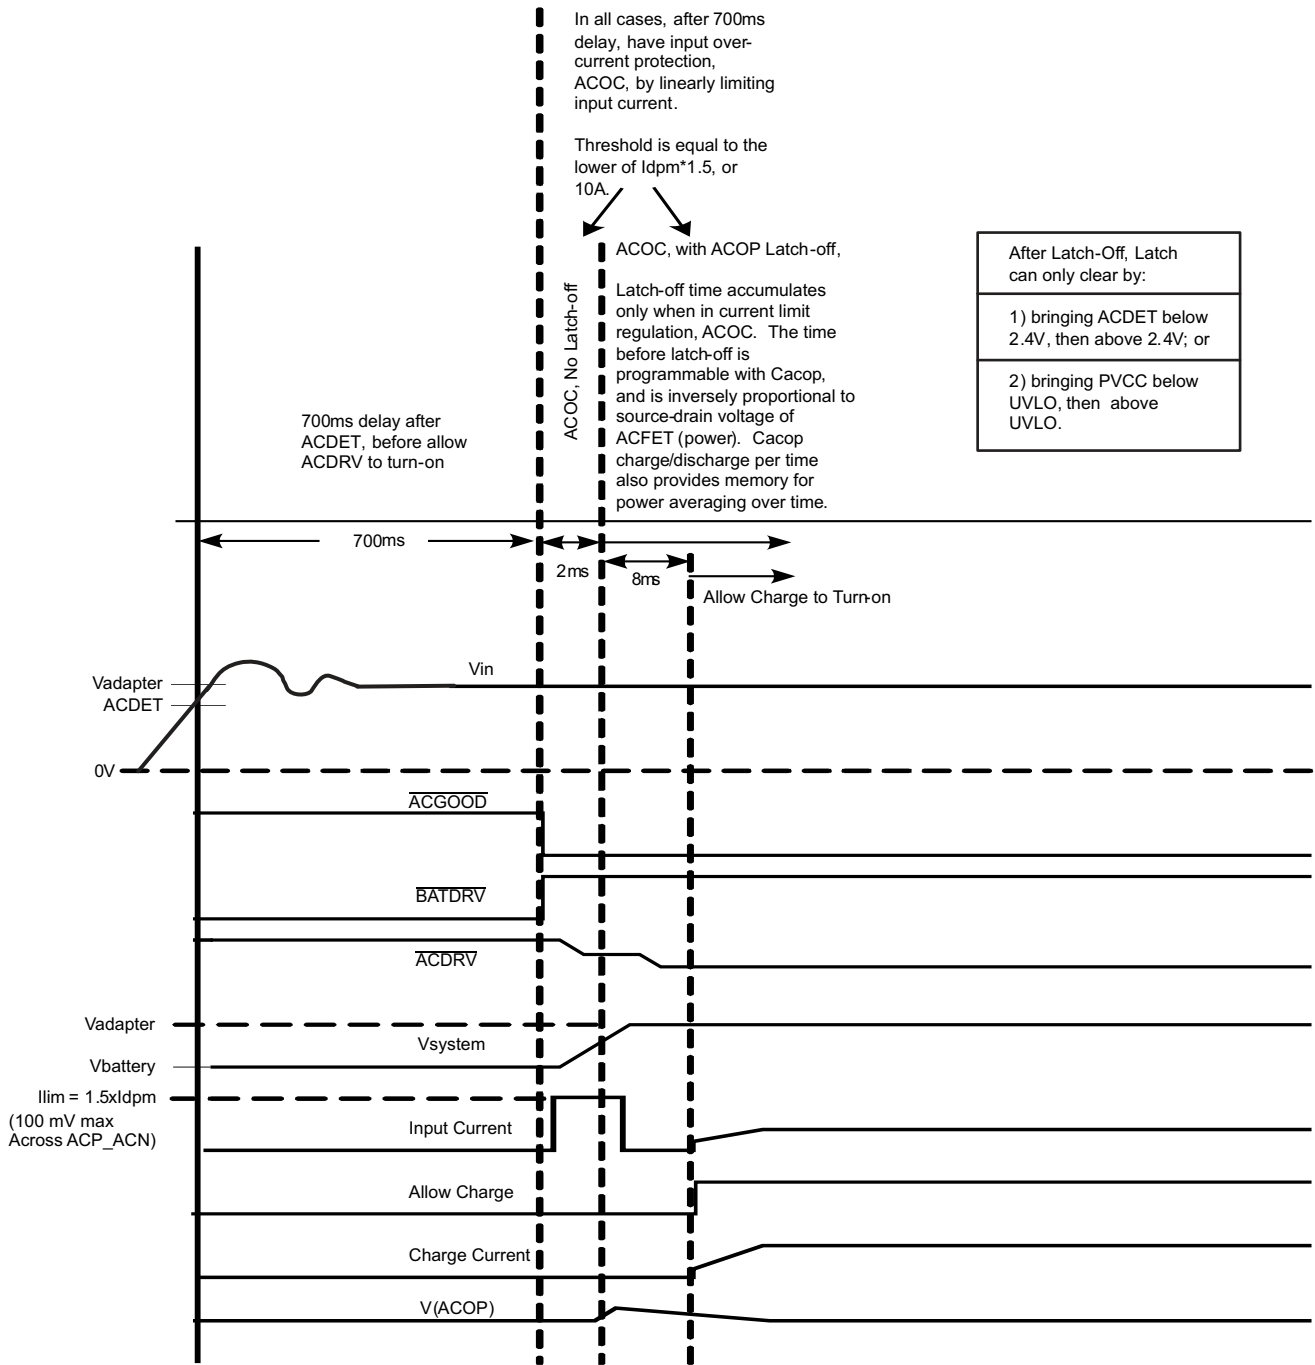 In all cases, after 700ms
delay, have input over-
current protection,
ACOC, by linearly limiting
input current.
Threshold is equal to the
lower of Idpm*1.5, or
10A.
ACOC, No Latch-off
ACOC, with ACOP Latch-off,
Latch-off time accumulates
only when in current limit
regulation, ACOC. The time
before latch-off is
programmable with Cacop,
and is inversely proportional to
source-drain voltage of
ACFET (power). Cacop
charge/discharge per time
also provides memory for
power averaging over time.
After Latch-Off, Latch
can only clear by:
1) bringing ACDET below
2.4V, then above 2.4V; or
2) bringing PVCC below
UVLO, then above
UVLO.
700ms delay after
ACDET, before allow
ACDRV to turn-on
700ms
2ms
8ms
Allow Charge to Turn-on
Vin
Vadapter
ACDET
0V
ACGOOD
BATDRV
ACDRV
Vadapter
Vsystem
Vbattery
Ilim = 1.5xIdpm
(100 mV max
Across ACP_ACN)
Input Current
Allow Charge
Charge Current
V(ACOP)